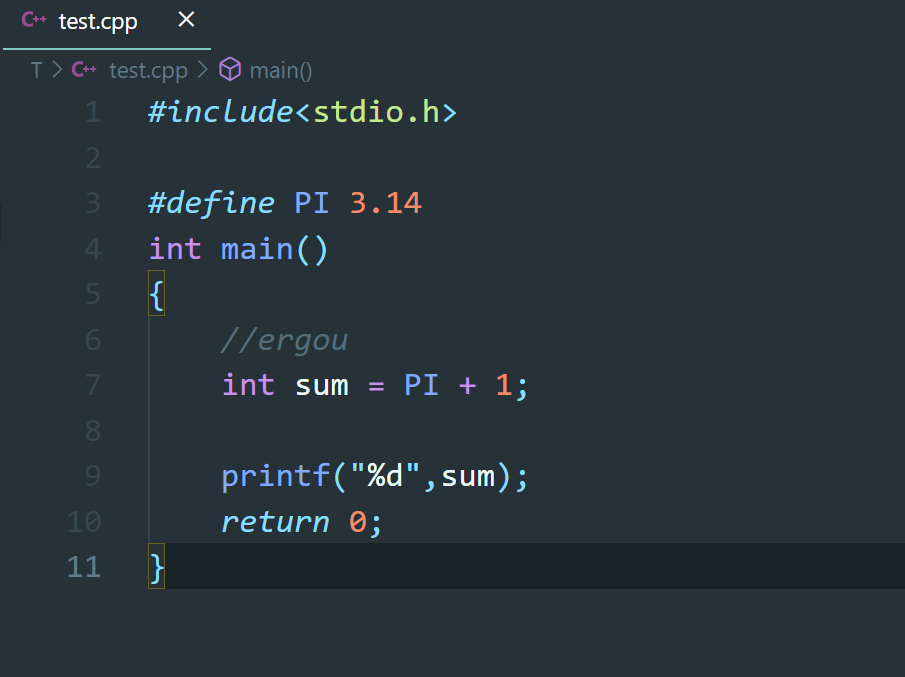 C++ test.cpp ×
T > C++ test.cpp > main()
1 #include<stdio.h>
2
3 #define PI 3.14
4 int main()
5 {
6 //ergou
7 int sum = PI + 1;
8
9 printf("%d",sum);
10 return 0;
11 }